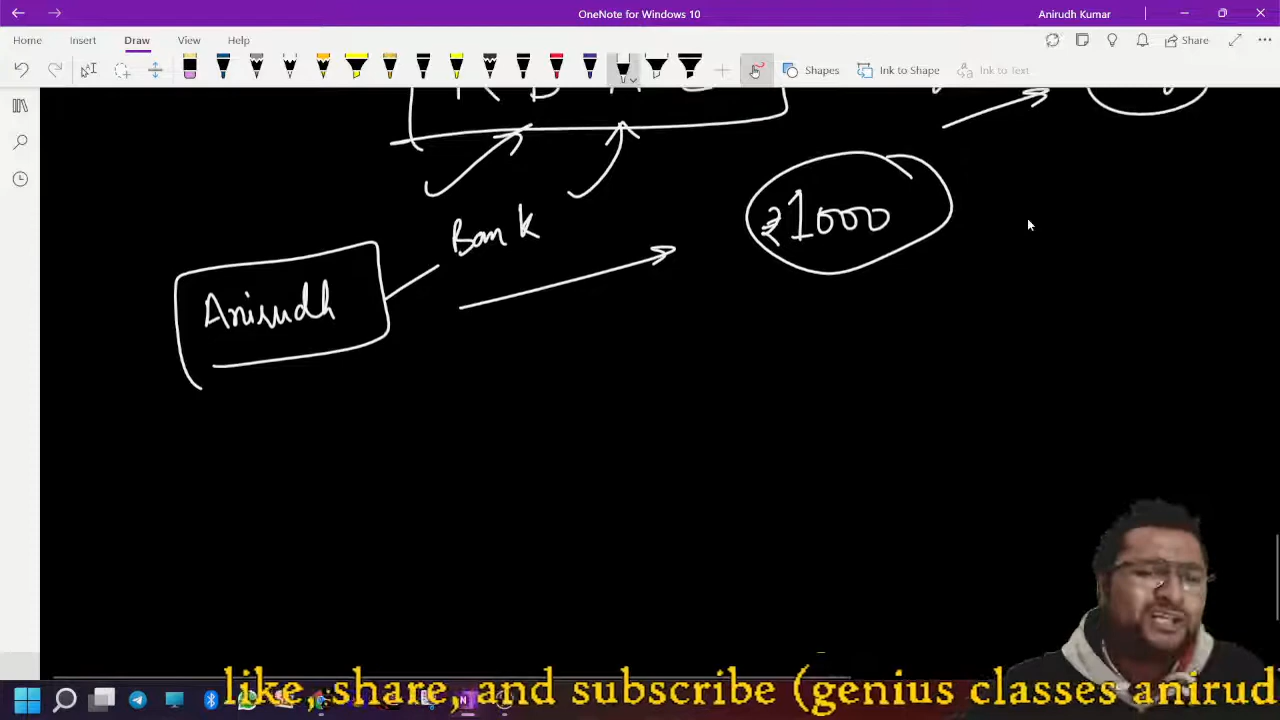 OneNote for Windows 10
Anirudh Kumar
Home Insert Draw View Help
Share
Shapes
Ink to Shape
Ink to Text
₹1000
Bank
Anirudh
like, share, and subscribe (genius classes anirud